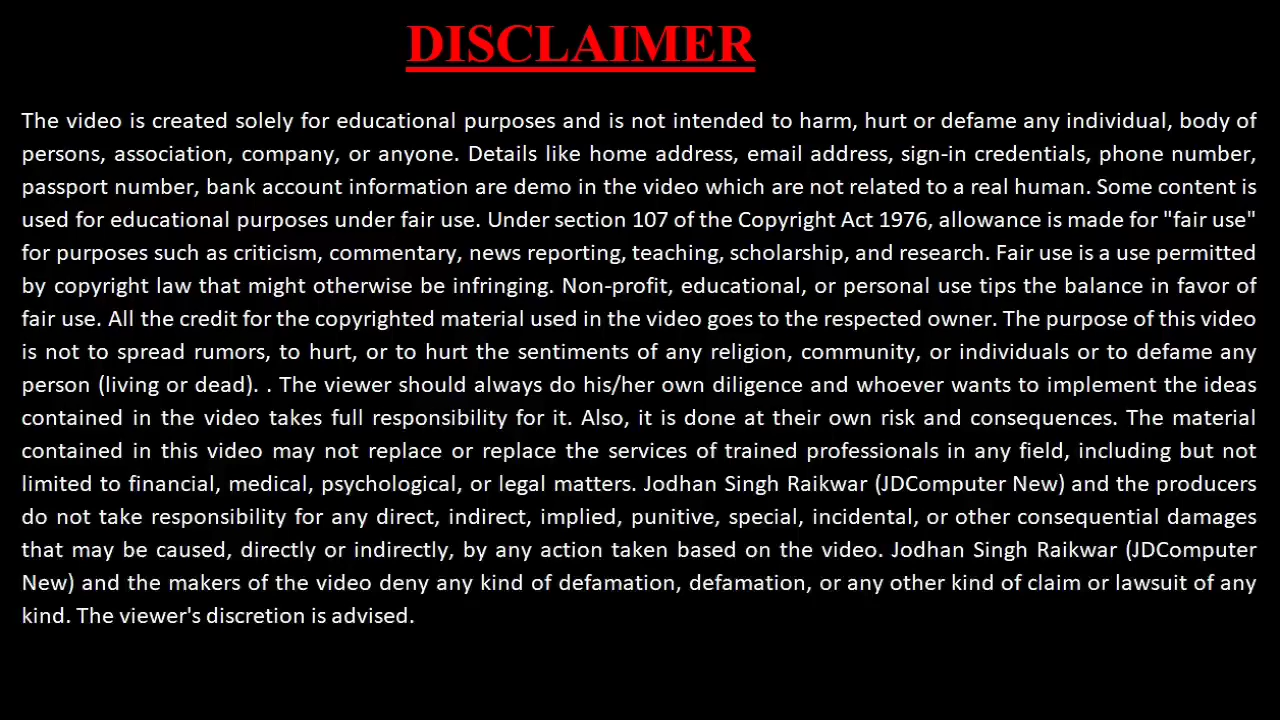 DISCLAIMER
The video is created solely for educational purposes and is not intended to harm, hurt or defame any individual, body of
persons, association, company, or anyone. Details like home address, email address, sign-in credentials, phone number,
passport number, bank account information are demo in the video which are not related to a real human. Some content is
used for educational purposes under fair use. Under section 107 of the Copyright Act 1976, allowance is made for "fair use"
for purposes such as criticism, commentary, news reporting, teaching, scholarship, and research. Fair use is a use permitted
by copyright law that might otherwise be infringing. Non-profit, educational, or personal use tips the balance in favor of
fair use. All the credit for the copyrighted material used in the video goes to the respected owner. The purpose of this video
is not to spread rumors, to hurt, or to hurt the sentiments of any religion, community, or individuals or to defame any
person (living or dead). . The viewer should always do his/her own diligence and whoever wants to implement the ideas
contained in the video takes full responsibility for it. Also, it is done at their own risk and consequences. The material
contained in this video may not replace or replace the services of trained professionals in any field, including but not
limited to financial, medical, psychological, or legal matters. Jodhan Singh Raikwar (JDComputer New) and the producers
do not take responsibility for any direct, indirect, implied, punitive, special, incidental, or other consequential damages
that may be caused, directly or indirectly, by any action taken based on the video. Jodhan Singh Raikwar (JDComputer
New) and the makers of the video deny any kind of defamation, defamation, or any other kind of claim or lawsuit of any
kind. The viewer's discretion is advised.